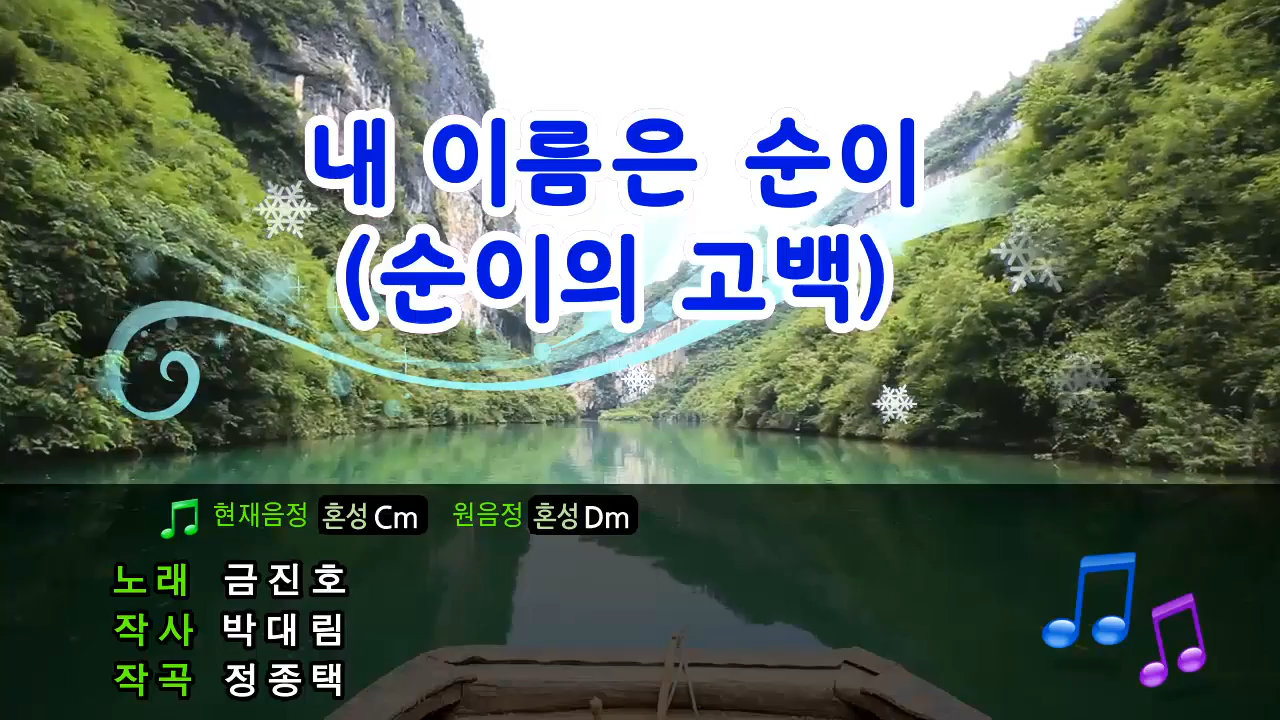 내 이름은 순이
(순이의 고백)
현재음정 혼성 Cm 원음정 혼성 Dm
노래 금진호
작사 박대림
작곡 정종택